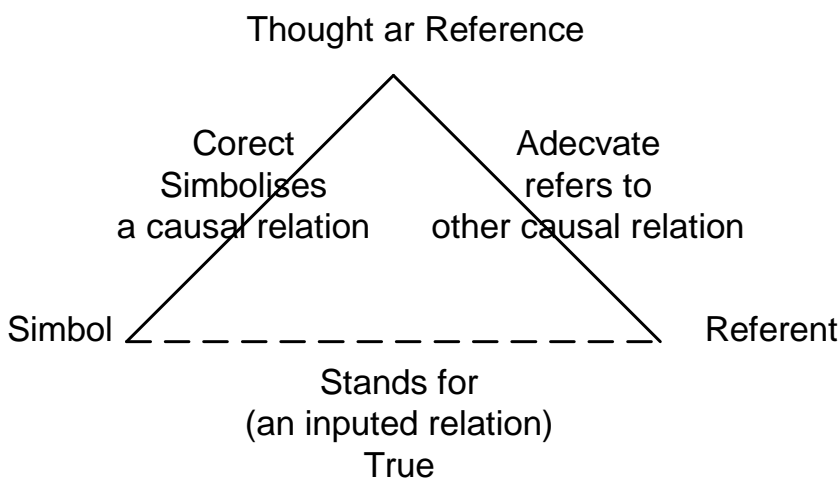 Thought ar Reference
Corect
Simbolises
a causal relation
Adecvate
refers to
other causal relation
Simbol
Referent
Stands for
(an inputed relation)
True